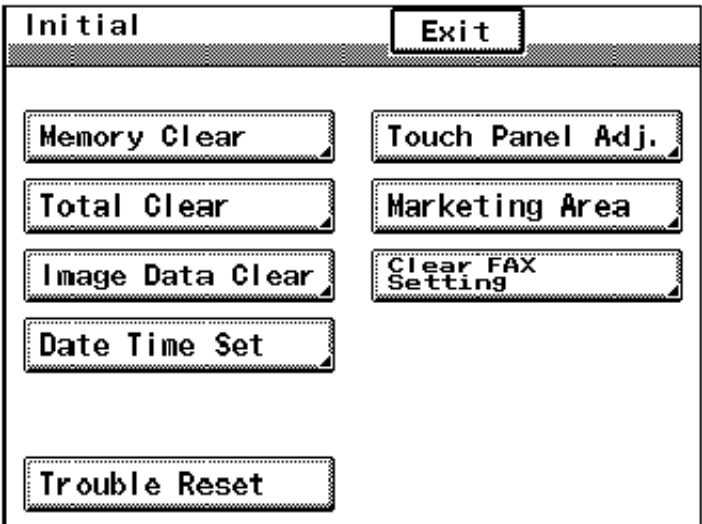 Initial
Exit
Memory Clear
Touch Panel Adj.
Total Clear
Marketing Area
Image Data Clear
Clear FAX
Setting
Date Time Set
Trouble Reset